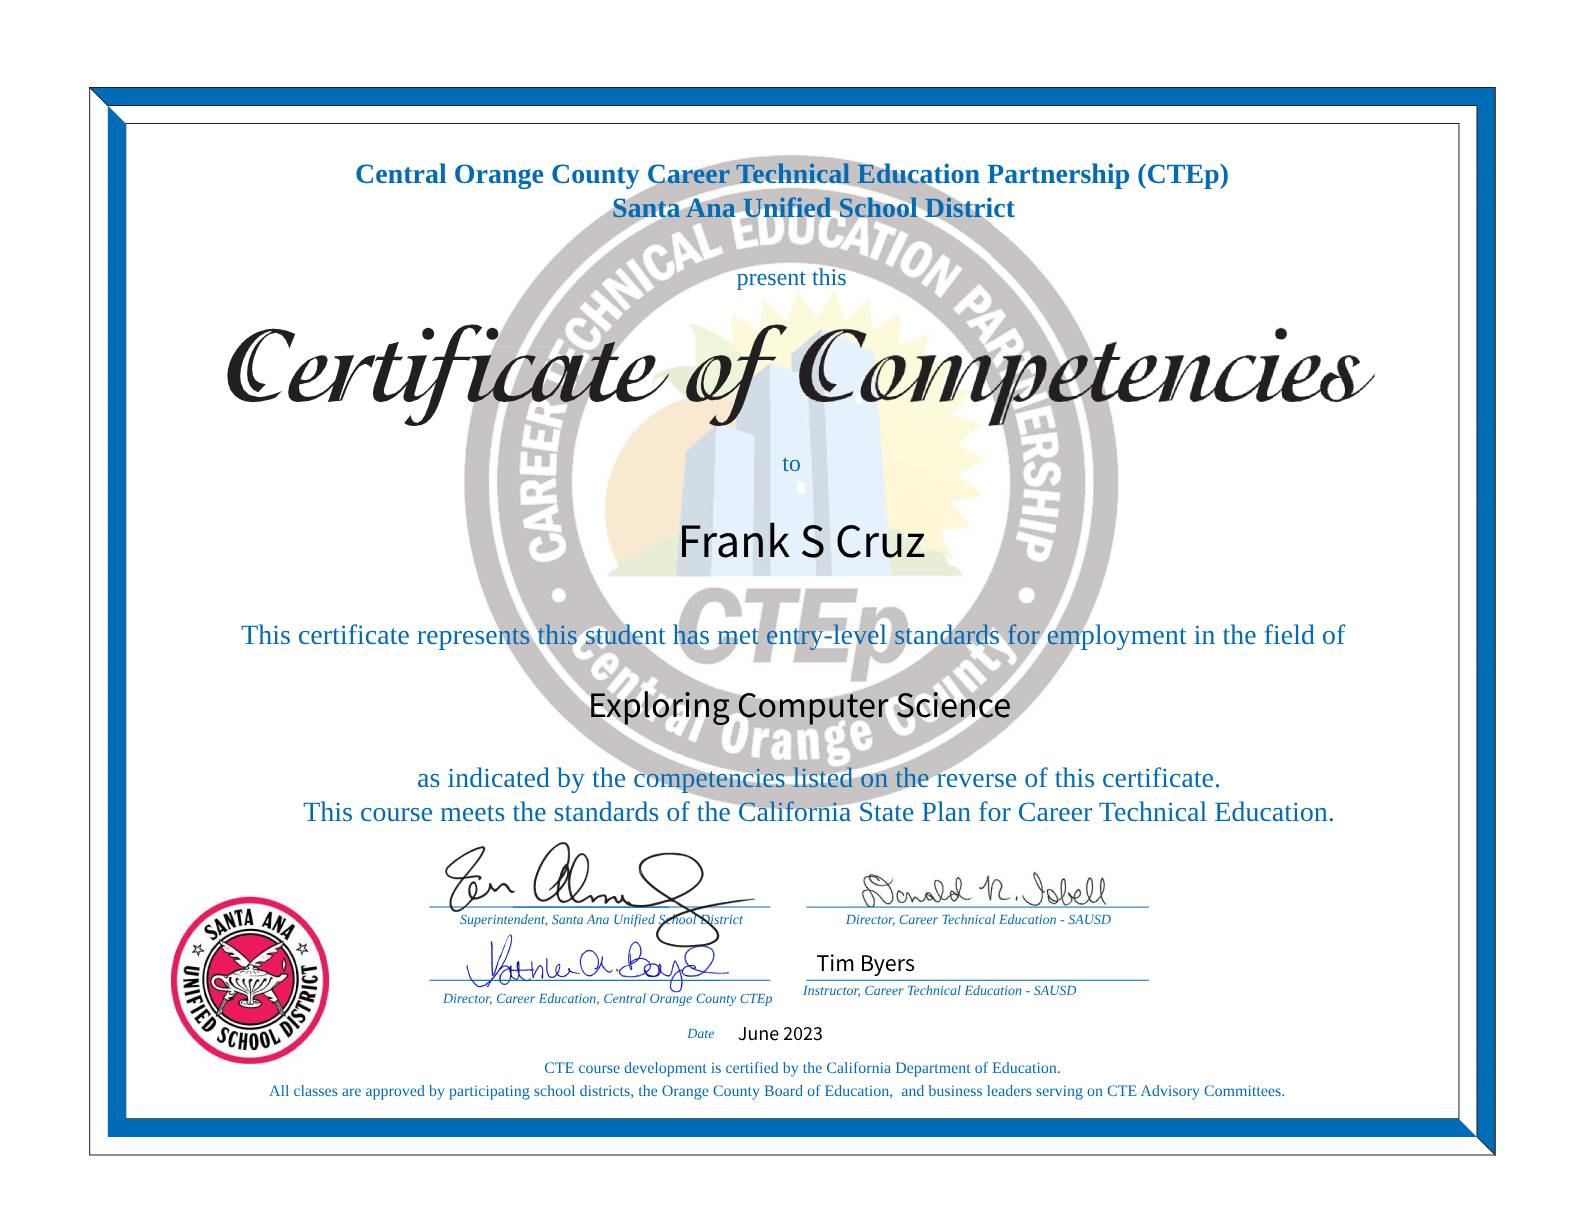 Central Orange County Career Technical Education Partnership (CTEp)
Santa Ana Unified School District
CAREER TECHNICAL EDUCATION PARTNERSHIP
present this
Certificate of Competencies
to
Frank S Cruz
CTEp
This certificate represents this student has met entry-level standards for employment in the field of
Central Orange County
Exploring Computer Science
as indicated by the competencies listed on the reverse of this certificate.
This course meets the standards of the California State Plan for Career Technical Education.
Donald R. Isbell
Superintendent, Santa Ana Unified School District
Director, Career Technical Education - SAUSD
Tim Byers
Director, Career Education, Central Orange County CTEp
Instructor, Career Technical Education - SAUSD
SANTA ANA
UNIFIED SCHOOL DISTRICT
Date June 2023
CTE course development is certified by the California Department of Education.
All classes are approved by participating school districts, the Orange County Board of Education,  and business leaders serving on CTE Advisory Committees.